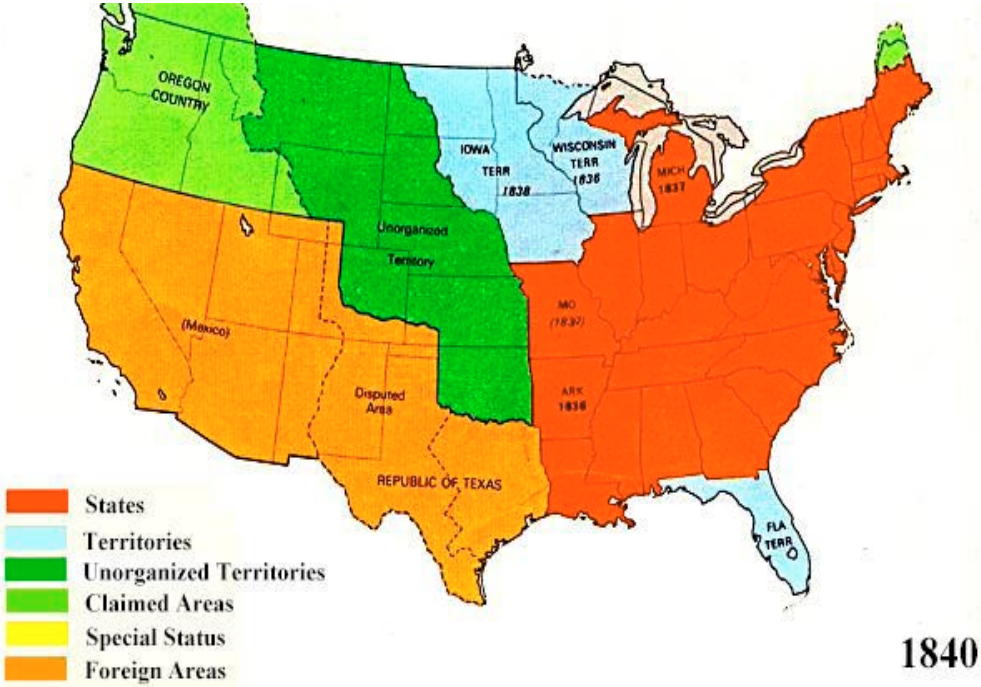 OREGON
COUNTRY
IOWA
TERR
1838
WISCONSIN
TERR
1836
MICH
1837
Unorganized
Territory
(Mexico)
MO
ARK
1836
Disputed
Area
REPUBLIC OF TEXAS
FLA
TERR
States
Territories
Unorganized Territories
Claimed Areas
Special Status
Foreign Areas
1840